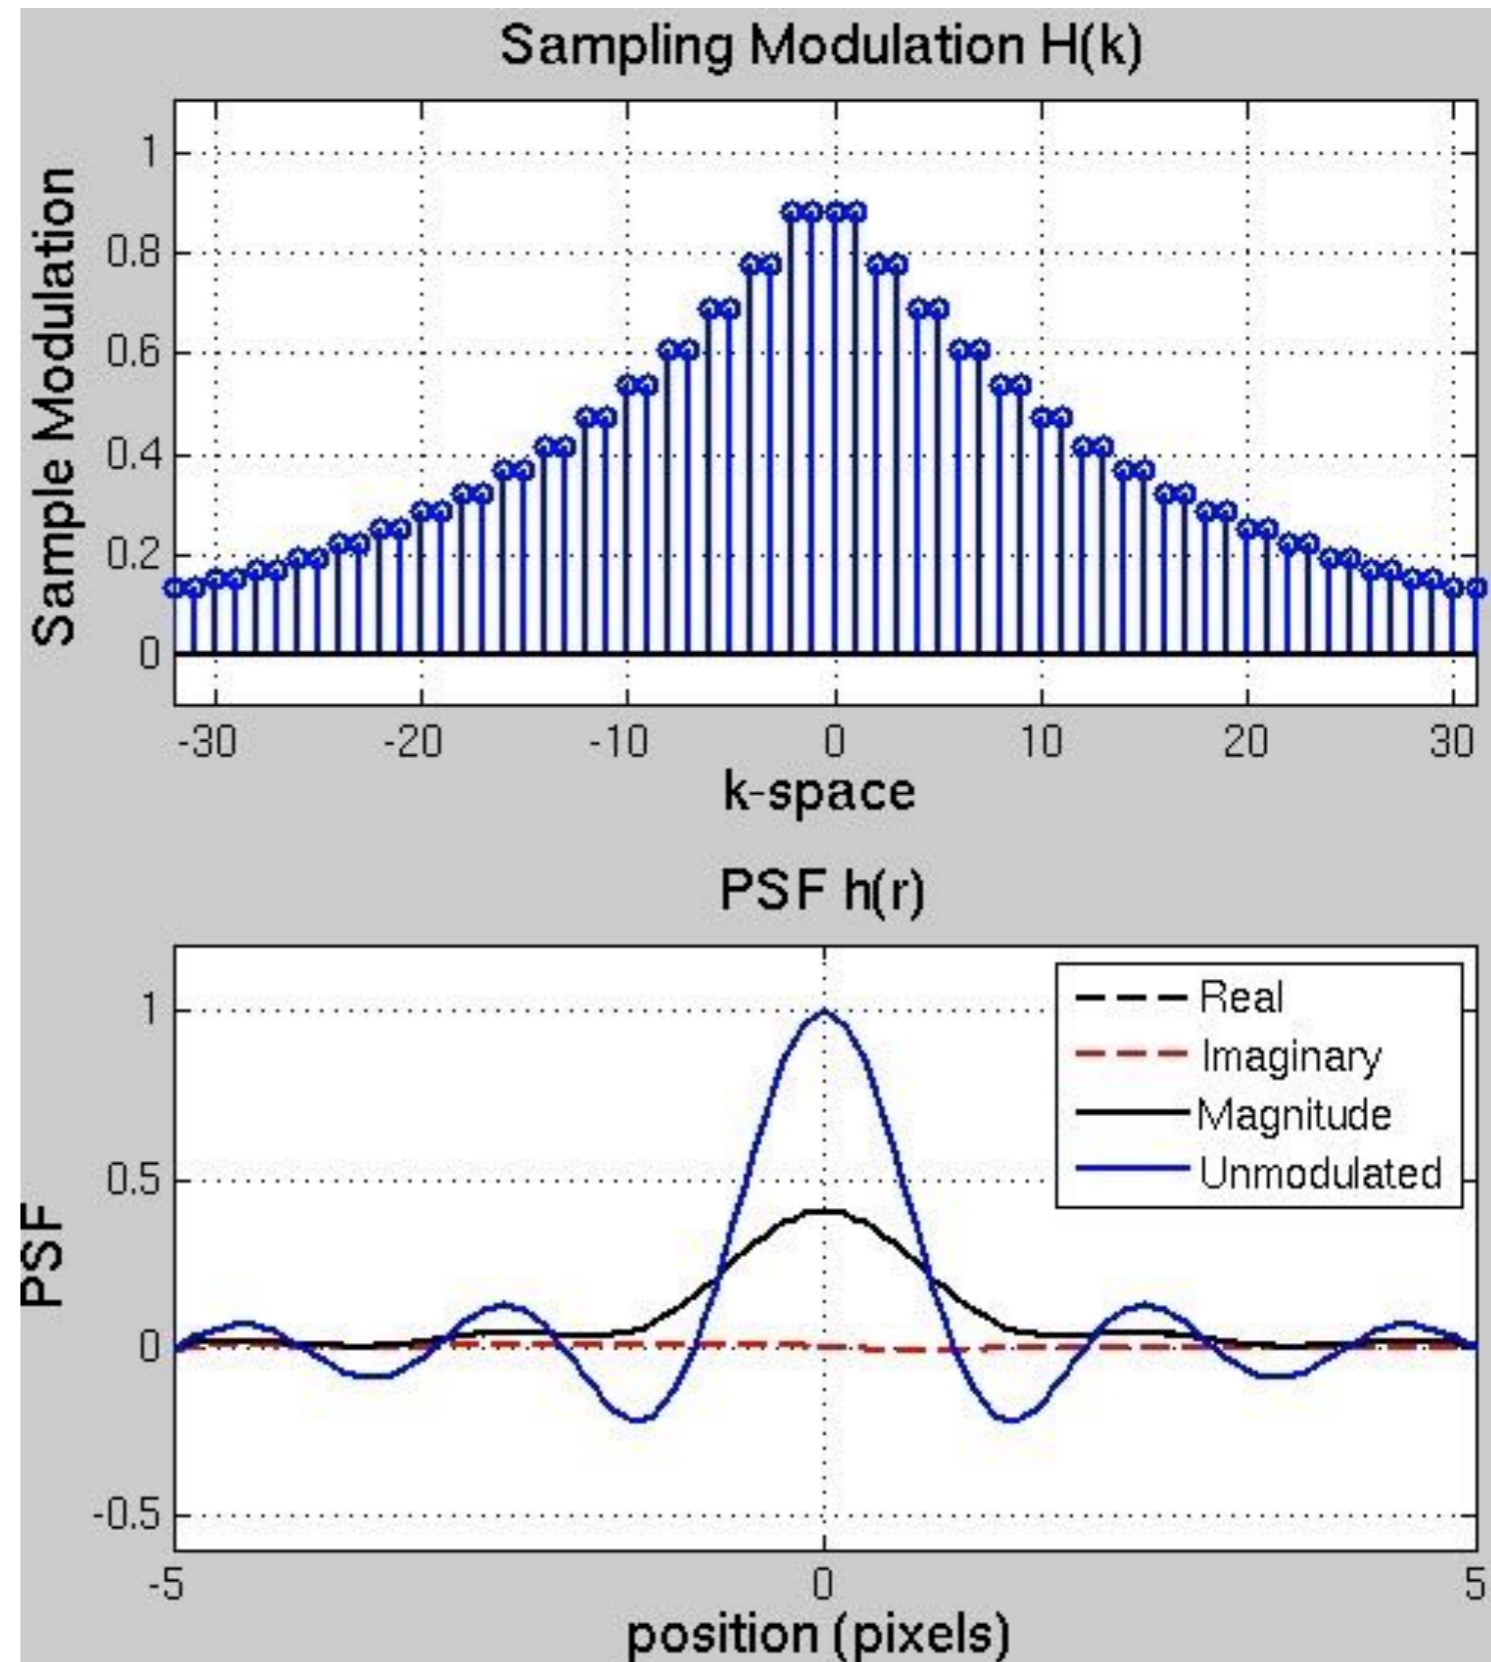 Sampling Modulation H(k)
Sample Modulation
1
0.8
0.6
0.4
0.2
0
-30 -20 -10 0 10 20 30
k-space
PSF h(r)
PSF
1
0.5
0
-0.5
Real
Imaginary
Magnitude
Unmodulated
-5 0 5
position (pixels)